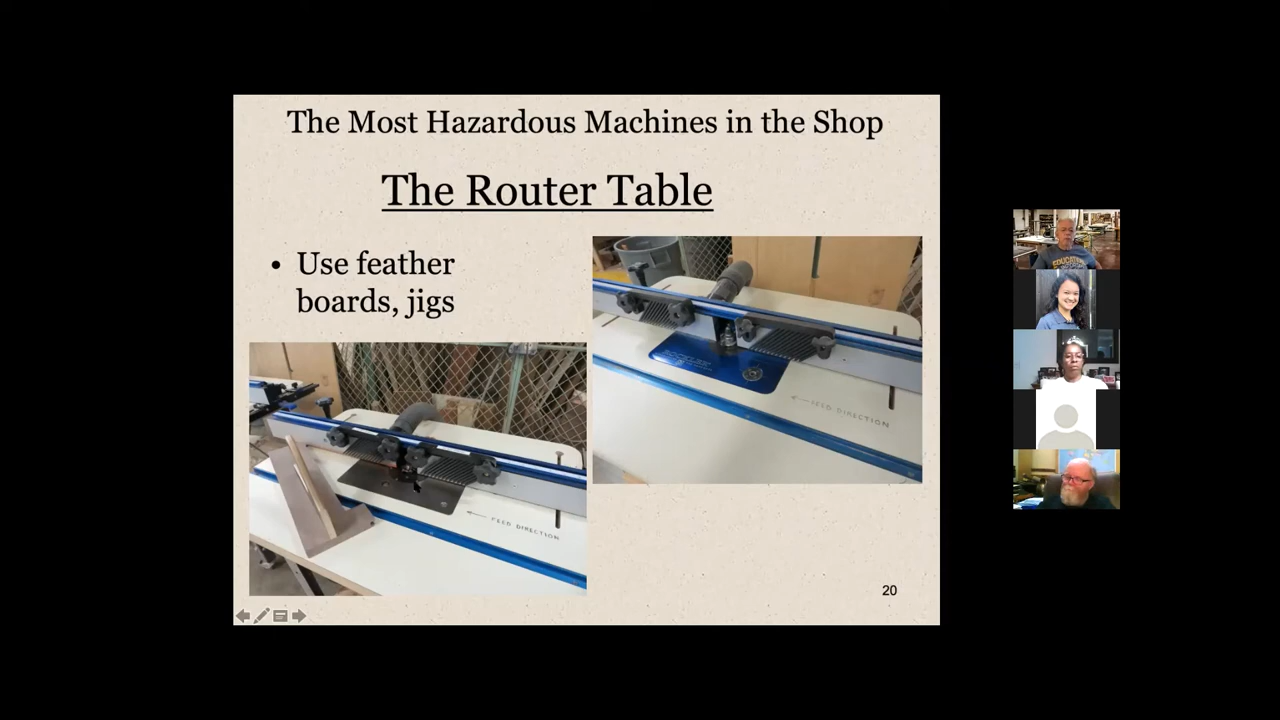 The Most Hazardous Machines in the Shop
The Router Table
• Use feather
boards, jigs
FEED DIRECTION
FEED DIRECTION
20